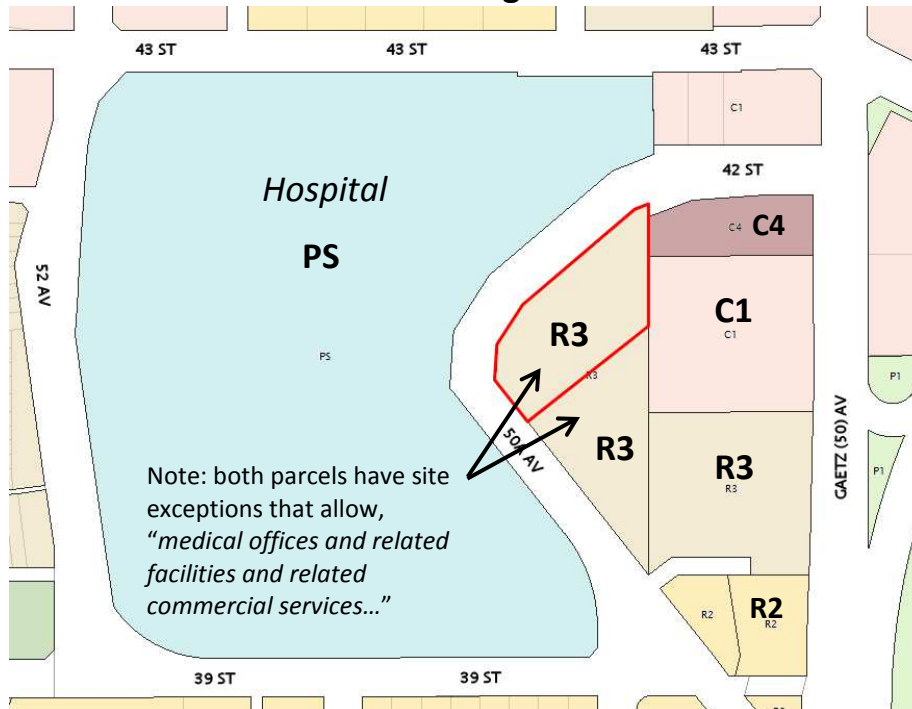 43 ST
43 ST
43 ST
C1
42 ST
Hospital
PS
C4
C4
52 AV
C1
C1
R3
PS
R3
P1
50A AV
R3
R3
R3
GAETZ (50) AV
P1
Note: both parcels have site
exceptions that allow,
“medical offices and related
facilities and related
commercial services…”
R2
R2
R2
39 ST
39 ST